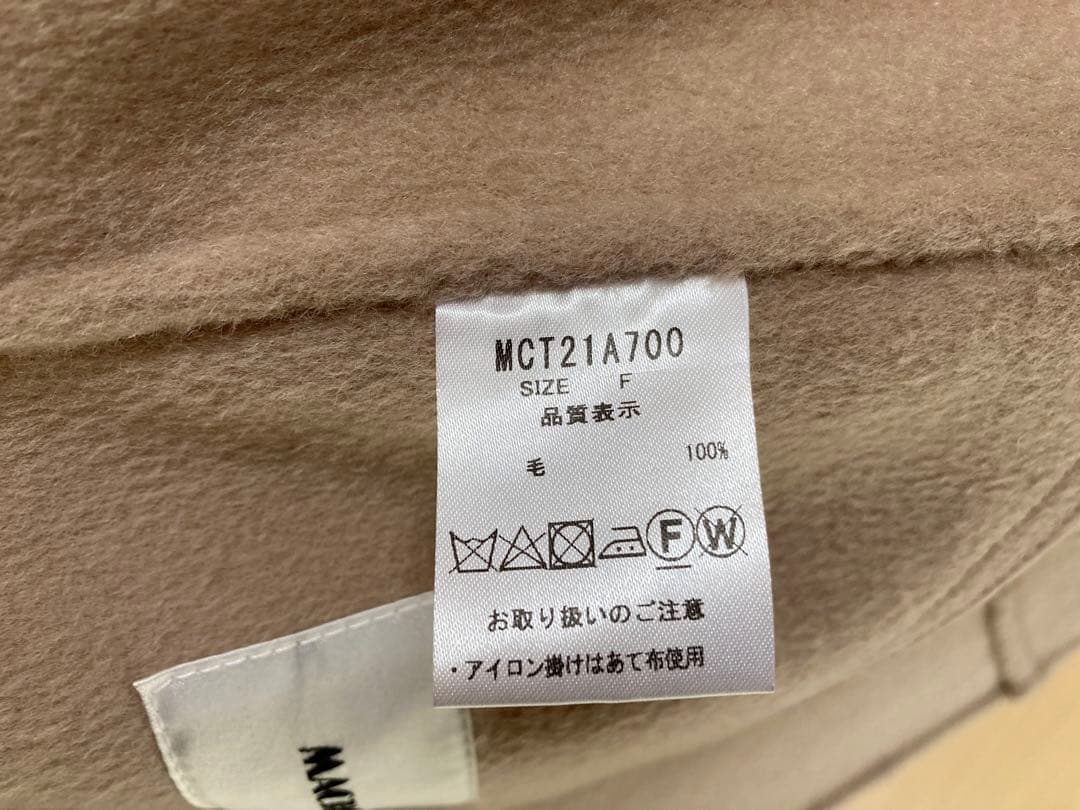 MCT21A700
SIZE F
品質表示
毛 100%
F W
お取り扱いのご注意
・アイロン掛けはあて布使用